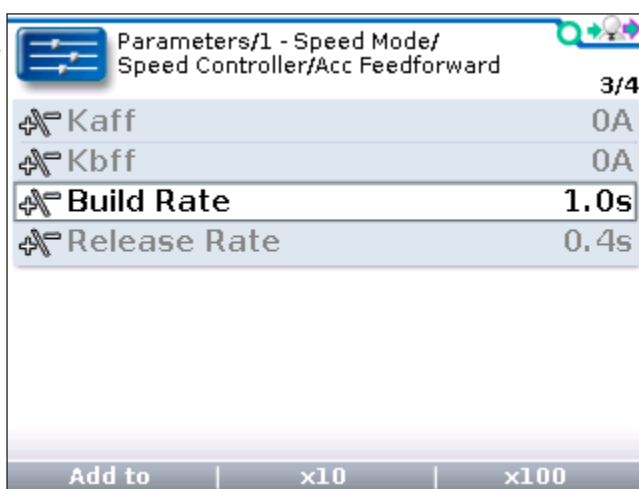 Parameters/1 - Speed Mode/
Speed Controller/Acc Feedforward
3/4
Kaff 0A
Kbff 0A
Build Rate 1.0s
Release Rate 0.4s
Add to | x10 | x100